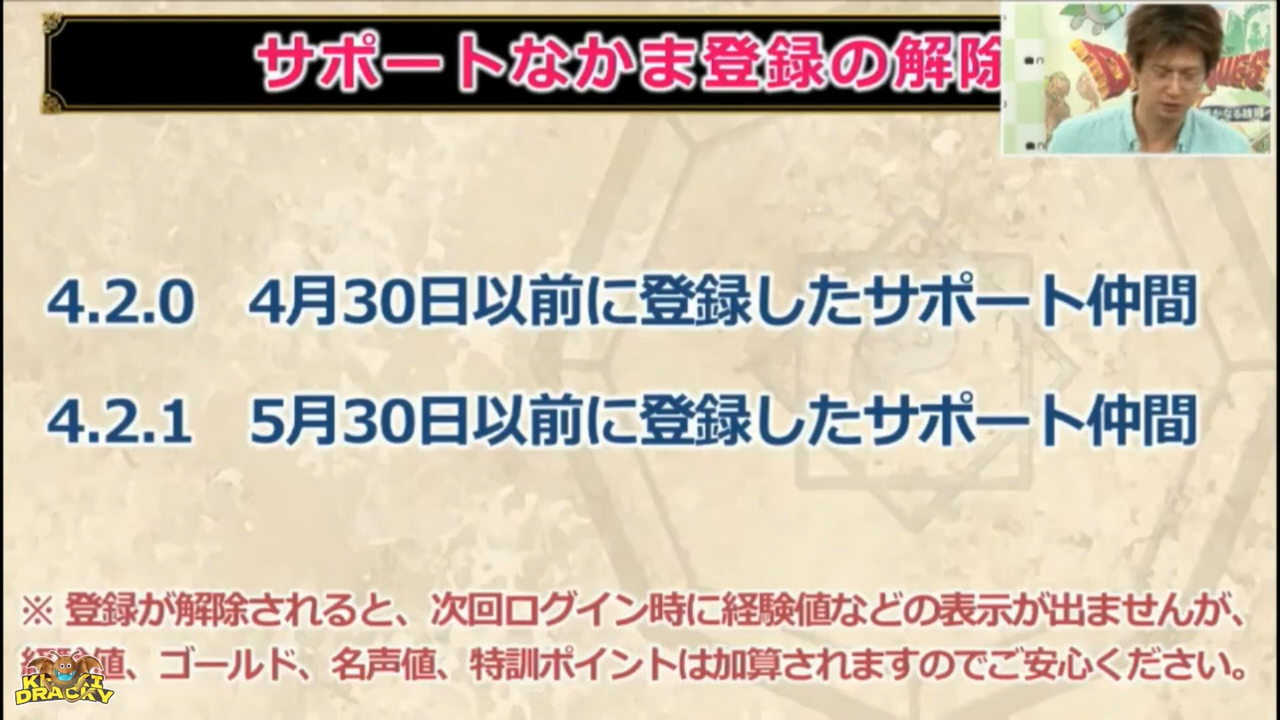 サポートなかま登録の解除
4.2.0 4月30日以前に登録したサポート仲間
4.2.1 5月30日以前に登録したサポート仲間
※ 登録が解除されると、次回ログイン時に経験値などの表示が出ませんが、
値、ゴールド、名声値、特訓ポイントは加算されますのでご安心ください。
DRACKY